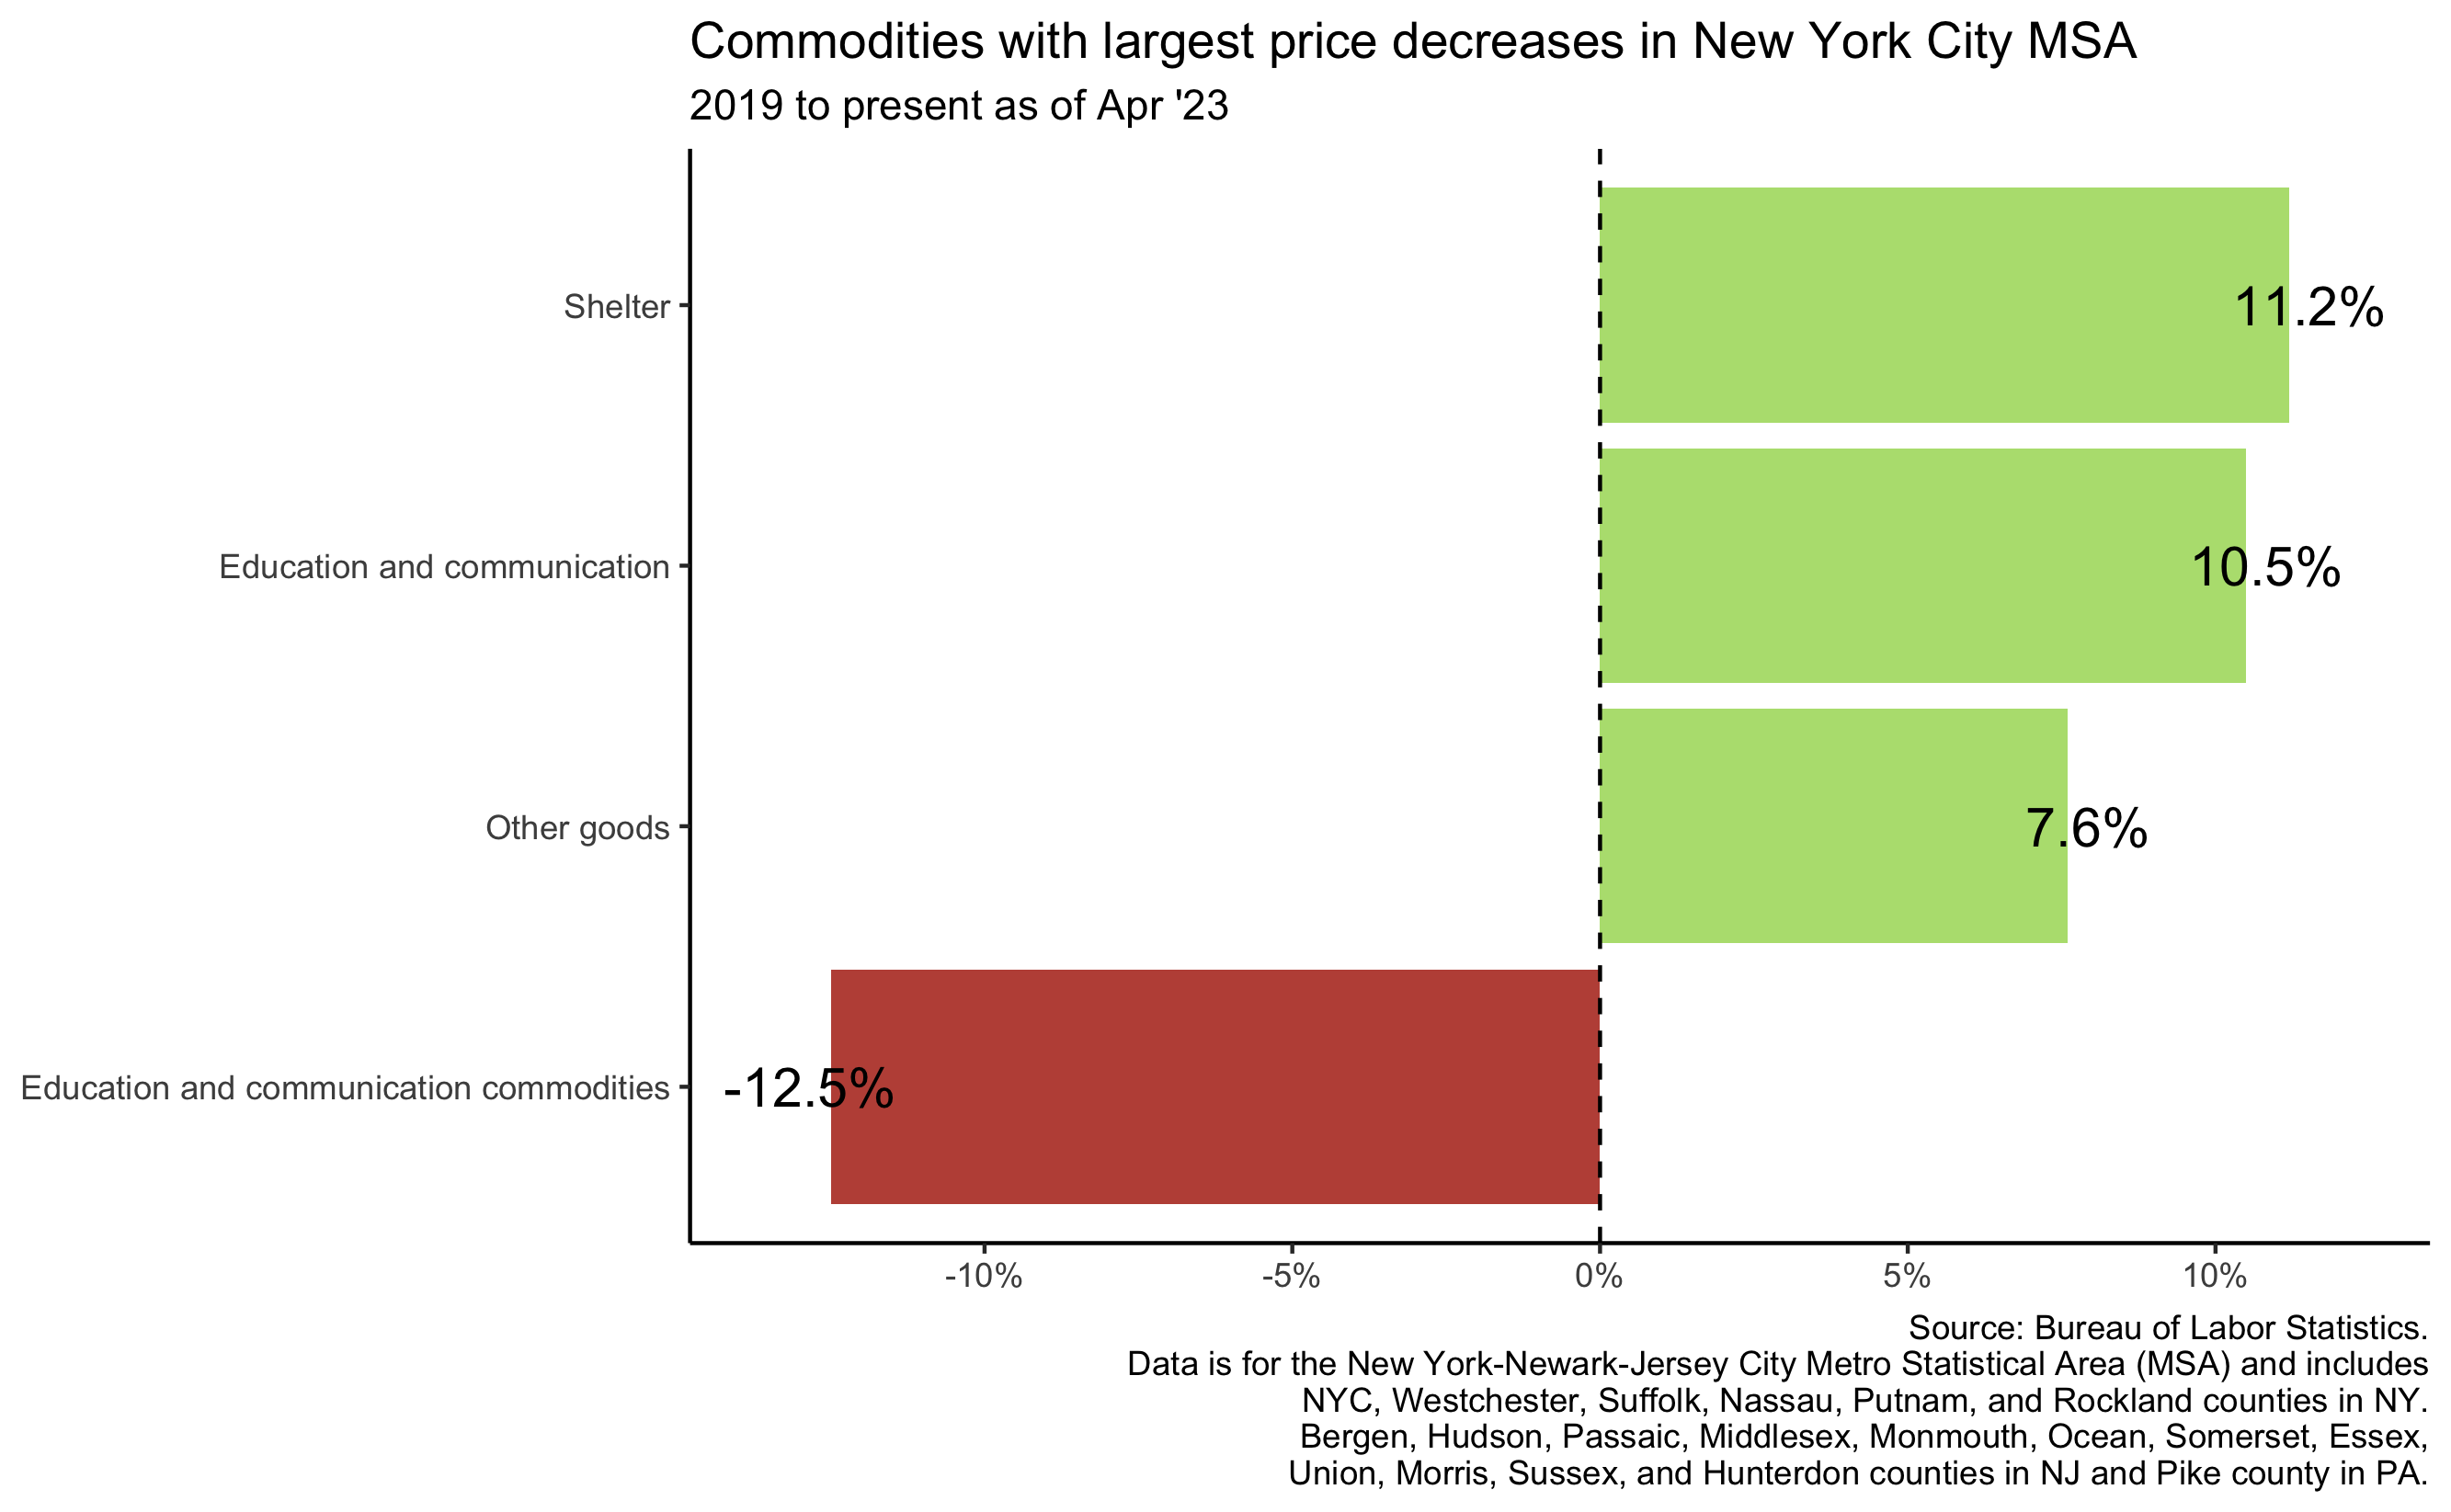 Commodities with largest price decreases in New York City MSA
2019 to present as of Apr '23
Shelter
11.2%
Education and communication
10.5%
Other goods
7.6%
Education and communication commodities
-12.5%
-10%
-5%
0%
5%
10%
Source: Bureau of Labor Statistics.
Data is for the New York-Newark-Jersey City Metro Statistical Area (MSA) and includes
NYC, Westchester, Suffolk, Nassau, Putnam, and Rockland counties in NY.
Bergen, Hudson, Passaic, Middlesex, Monmouth, Ocean, Somerset, Essex,
Union, Morris, Sussex, and Hunterdon counties in NJ and Pike county in PA.